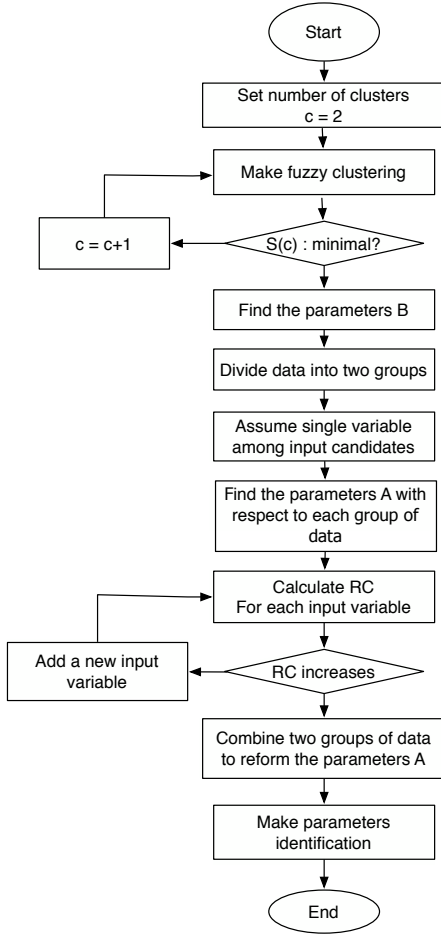 Start
Set number of clusters
c = 2
Make fuzzy clustering
c = c+1
S(c) : minimal?
Find the parameters B
Divide data into two groups
Assume single variable
among input candidates
Find the parameters A with
respect to each group of
data
Calculate RC
For each input variable
Add a new input
variable
RC increases
Combine two groups of data
to reform the parameters A
Make parameters
identification
End